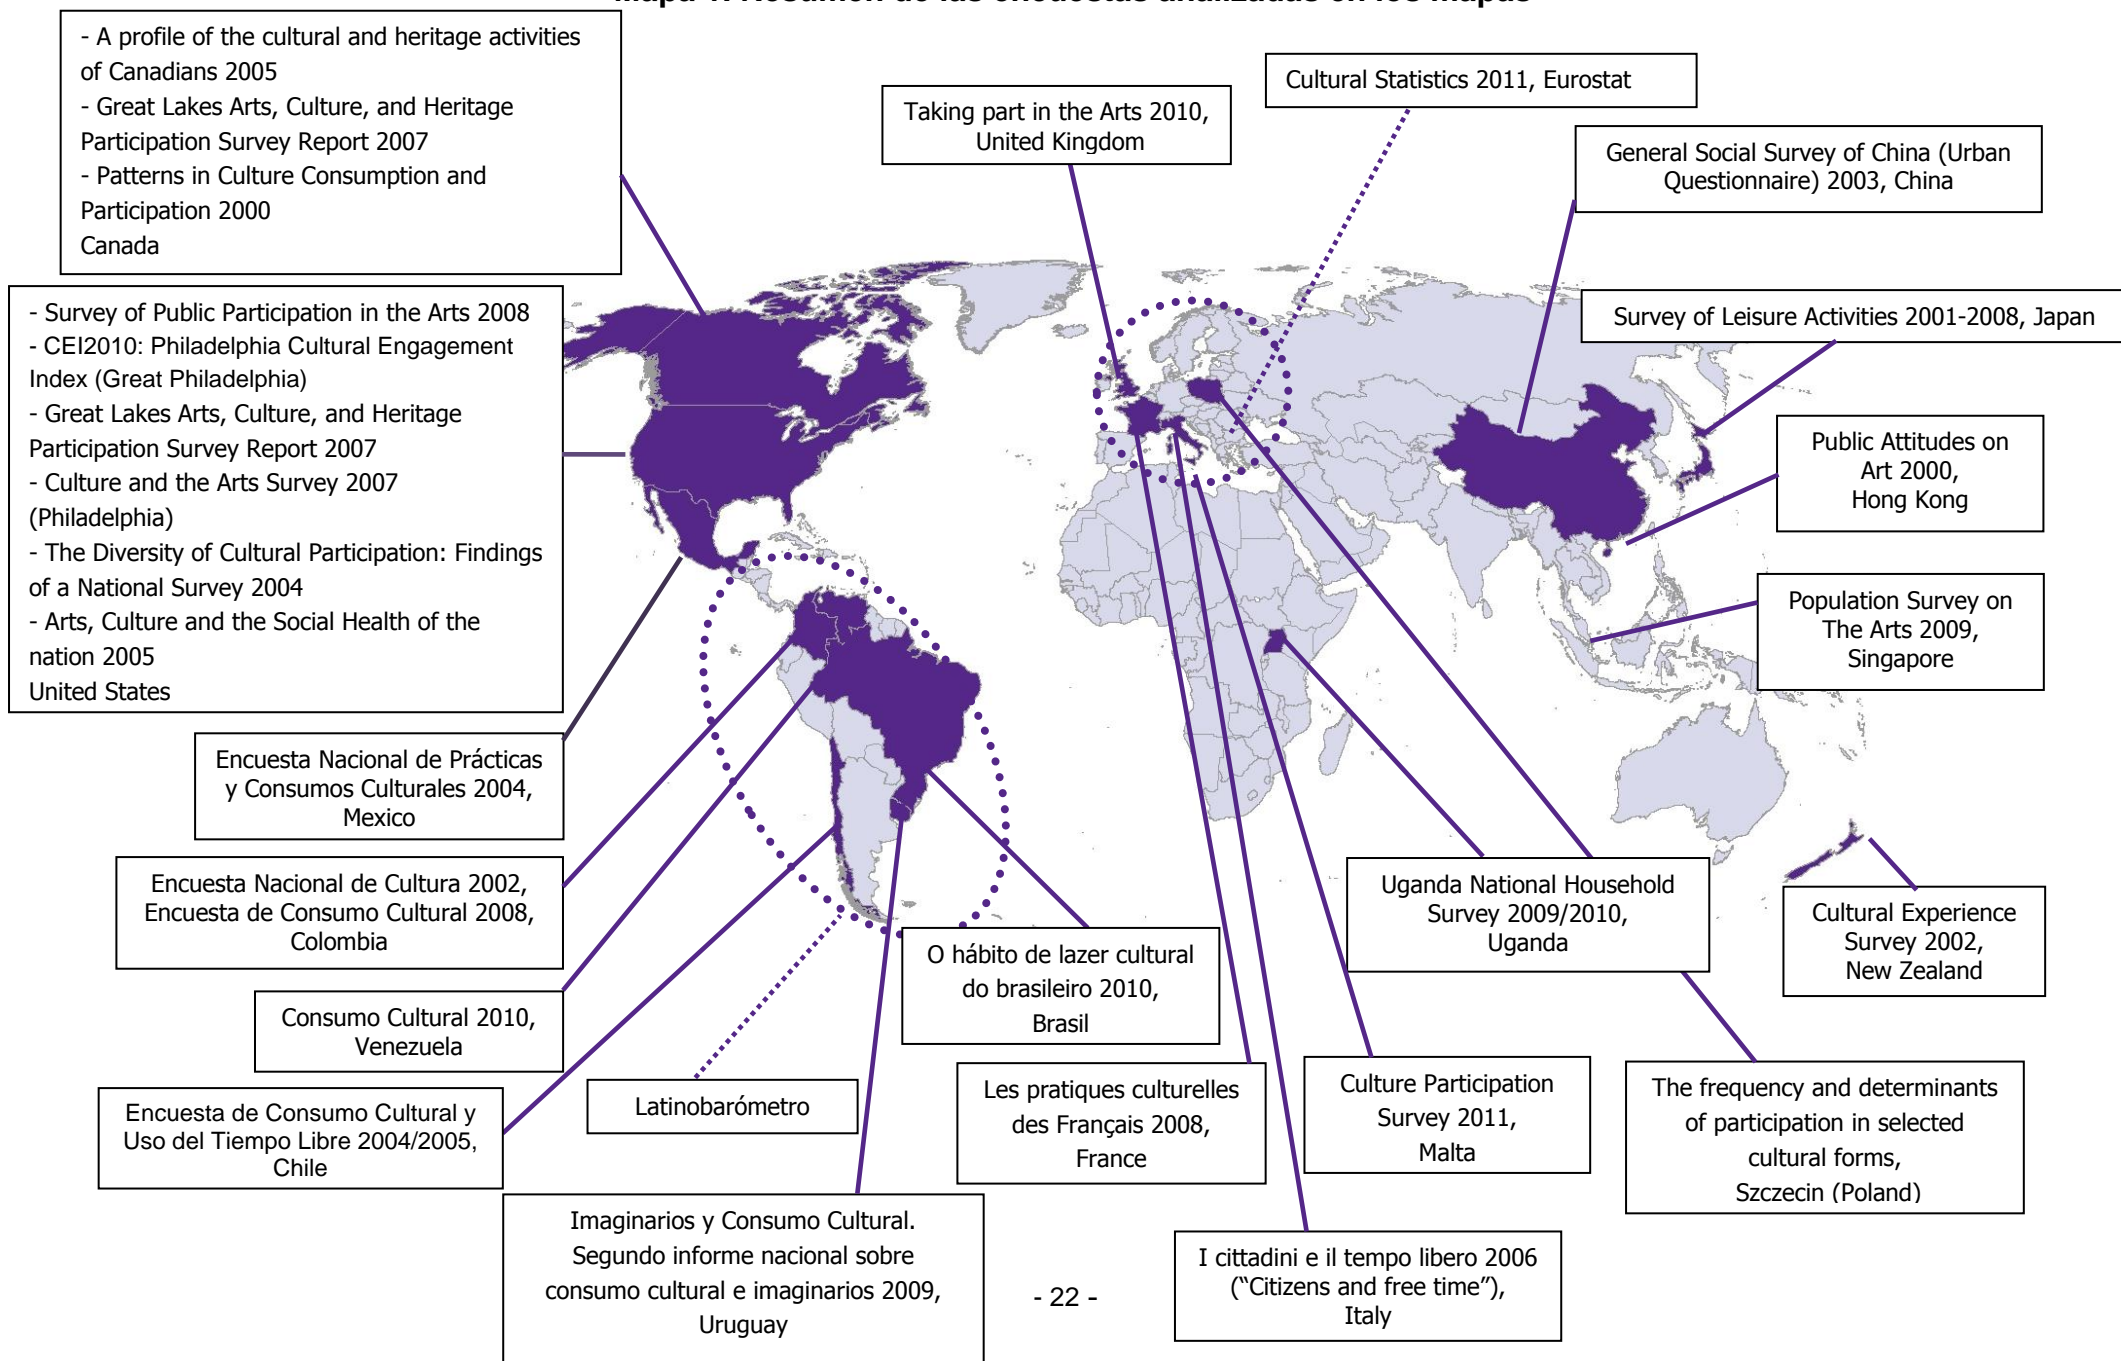 Mapa 1. Resumen de las encuestas analizadas en los mapas
- A profile of the cultural and heritage activities
of Canadians 2005
- Great Lakes Arts, Culture, and Heritage
Participation Survey Report 2007
- Patterns in Culture Consumption and
Participation 2000
Canada
Taking part in the Arts 2010,
United Kingdom
Cultural Statistics 2011, Eurostat
General Social Survey of China (Urban
Questionnaire) 2003, China
- Survey of Public Participation in the Arts 2008
- CEI2010: Philadelphia Cultural Engagement
Index (Great Philadelphia)
- Great Lakes Arts, Culture, and Heritage
Participation Survey Report 2007
- Culture and the Arts Survey 2007
(Philadelphia)
- The Diversity of Cultural Participation: Findings
of a National Survey 2004
- Arts, Culture and the Social Health of the
nation 2005
United States
Survey of Leisure Activities 2001-2008, Japan
Public Attitudes on
Art 2000,
Hong Kong
Population Survey on
The Arts 2009,
Singapore
Encuesta Nacional de Prácticas
y Consumos Culturales 2004,
Mexico
Encuesta Nacional de Cultura 2002,
Encuesta de Consumo Cultural 2008,
Colombia
Uganda National Household
Survey 2009/2010,
Uganda
Cultural Experience
Survey 2002,
New Zealand
O hábito de lazer cultural
do brasileiro 2010,
Brasil
Consumo Cultural 2010,
Venezuela
Encuesta de Consumo Cultural y
Uso del Tiempo Libre 2004/2005,
Chile
Latinobarómetro
Les pratiques culturelles
des Français 2008,
France
Culture Participation
Survey 2011,
Malta
The frequency and determinants
of participation in selected
cultural forms,
Szczecin (Poland)
Imaginarios y Consumo Cultural.
Segundo informe nacional sobre
consumo cultural e imaginarios 2009,
Uruguay
I cittadini e il tempo libero 2006
(“Citizens and free time”),
Italy
- 22 -